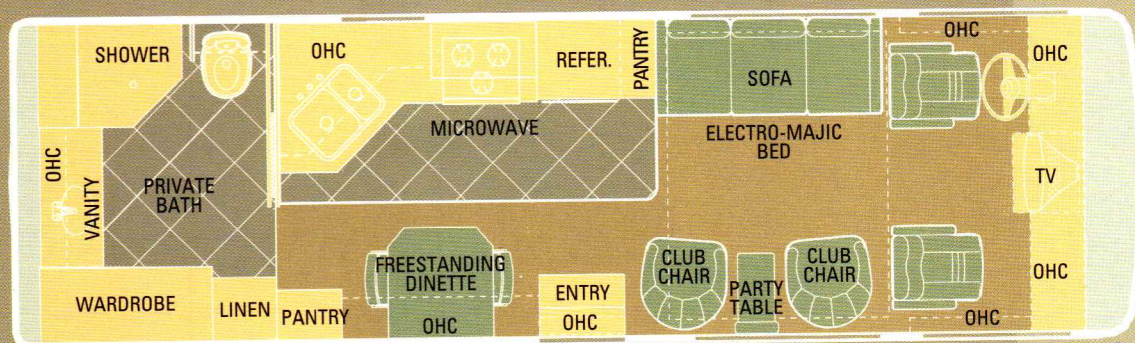 SHOWER
OHC
REFER.
PANTRY
SOFA
OHC
OHC
MICROWAVE
ELECTRO-MAJIC
BED
TV
OHC
VANITY
PRIVATE
BATH
WARDROBE
LINEN
PANTRY
FREESTANDING
DINETTE
OHC
ENTRY
OHC
CLUB
CHAIR
PARTY
TABLE
CLUB
CHAIR
OHC
OHC